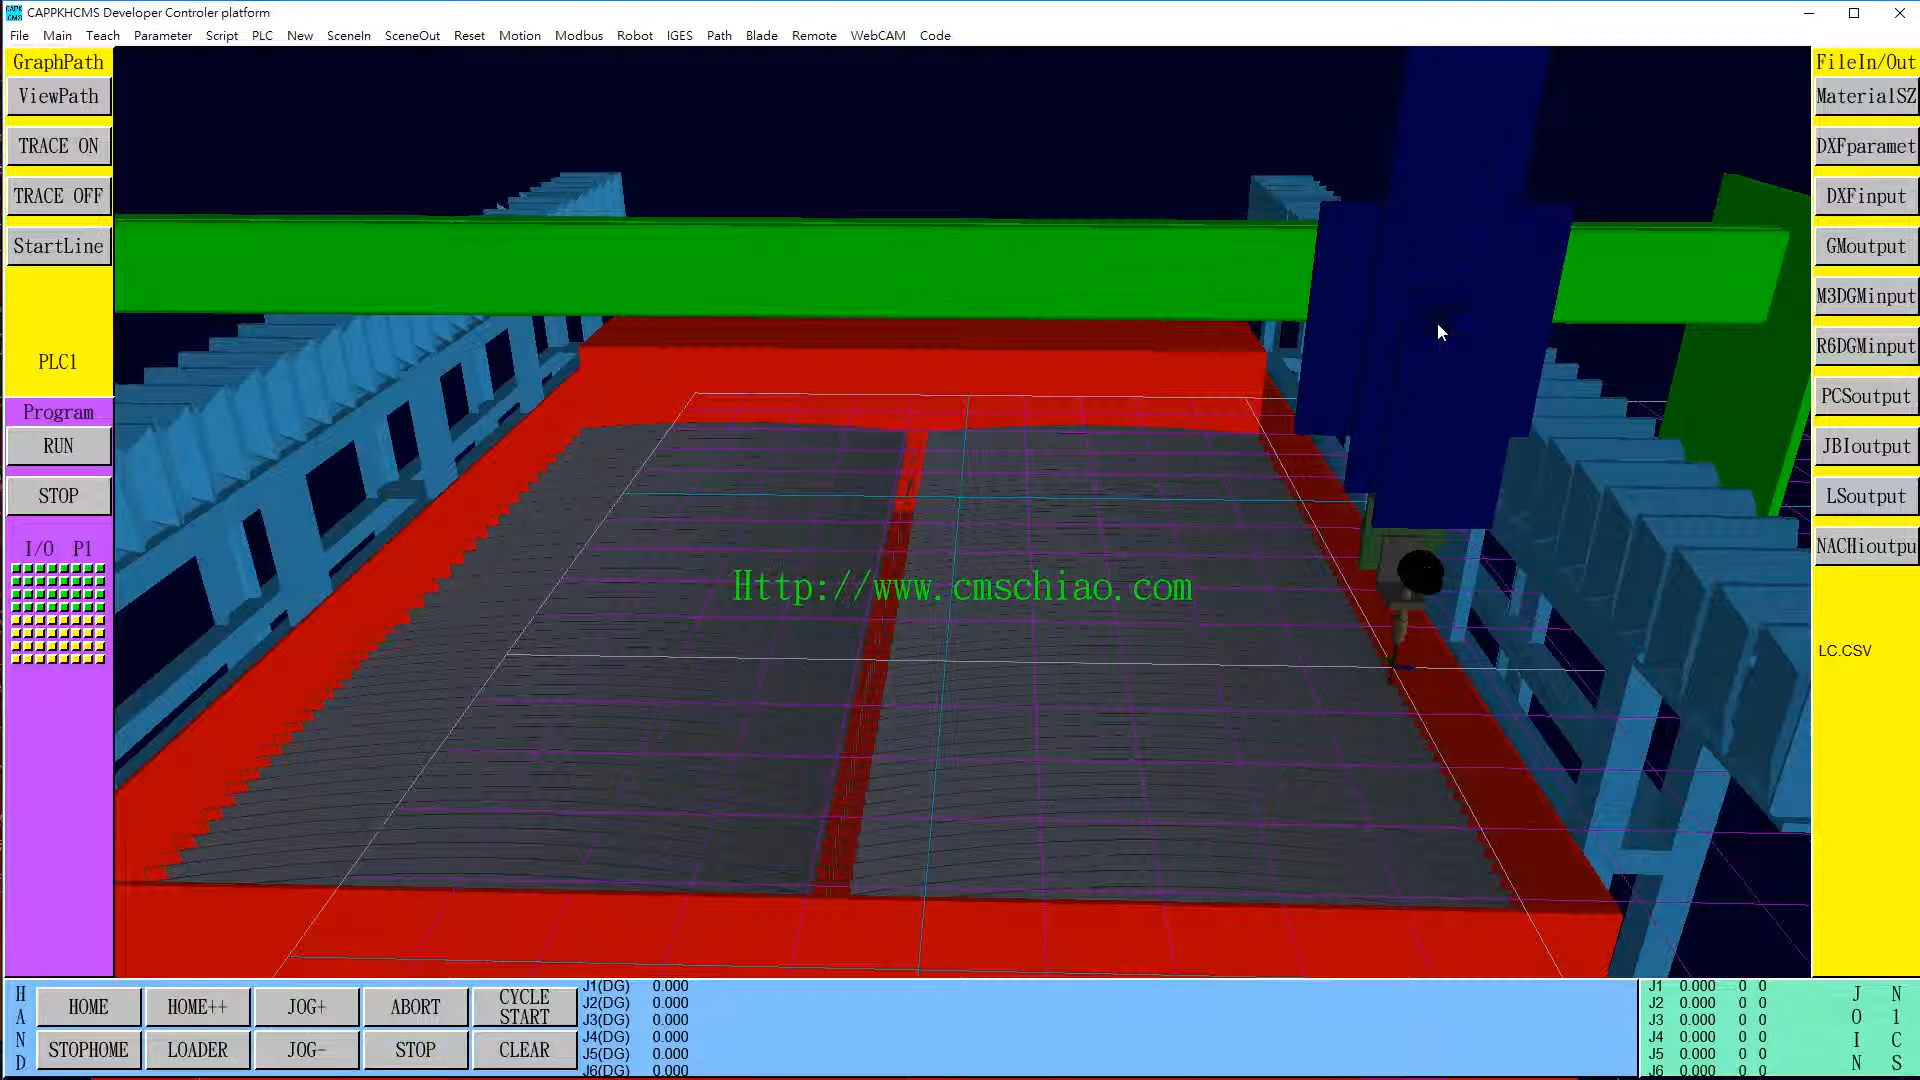 CAPPKHCMS Developer Controler platform
File Main Teach Parameter Script PLC New SceneIn SceneOut Reset Motion Modbus Robot IGES Path Blade Remote WebCAM Code
GraphPath
ViewPath
TRACE ON
TRACE OFF
StartLine
PLC1
Program
RUN
STOP
I/O P1
Http://www.cmschiao.com
FileIn/Out
MaterialSZ
DXFparamet
DXFinput
GMoutput
M3DGMinput
R6DGMinput
PCSoutput
JBIoutput
LSoutput
NACHioutpu
LC.CSV
HAND
HOME HOME++ JOG+ ABORT CYCLE START
STOPHOME LOADER JOG- STOP CLEAR
J1(DG) 0.000
J2(DG) 0.000
J3(DG) 0.000
J4(DG) 0.000
J5(DG) 0.000
J6(DG) 0.000
J1 0.000 0 0
J2 0.000 0 0
J3 0.000 0 0
J4 0.000 0 0
J5 0.000 0 0
J6 0.000 0 0
JOIN
N1CS